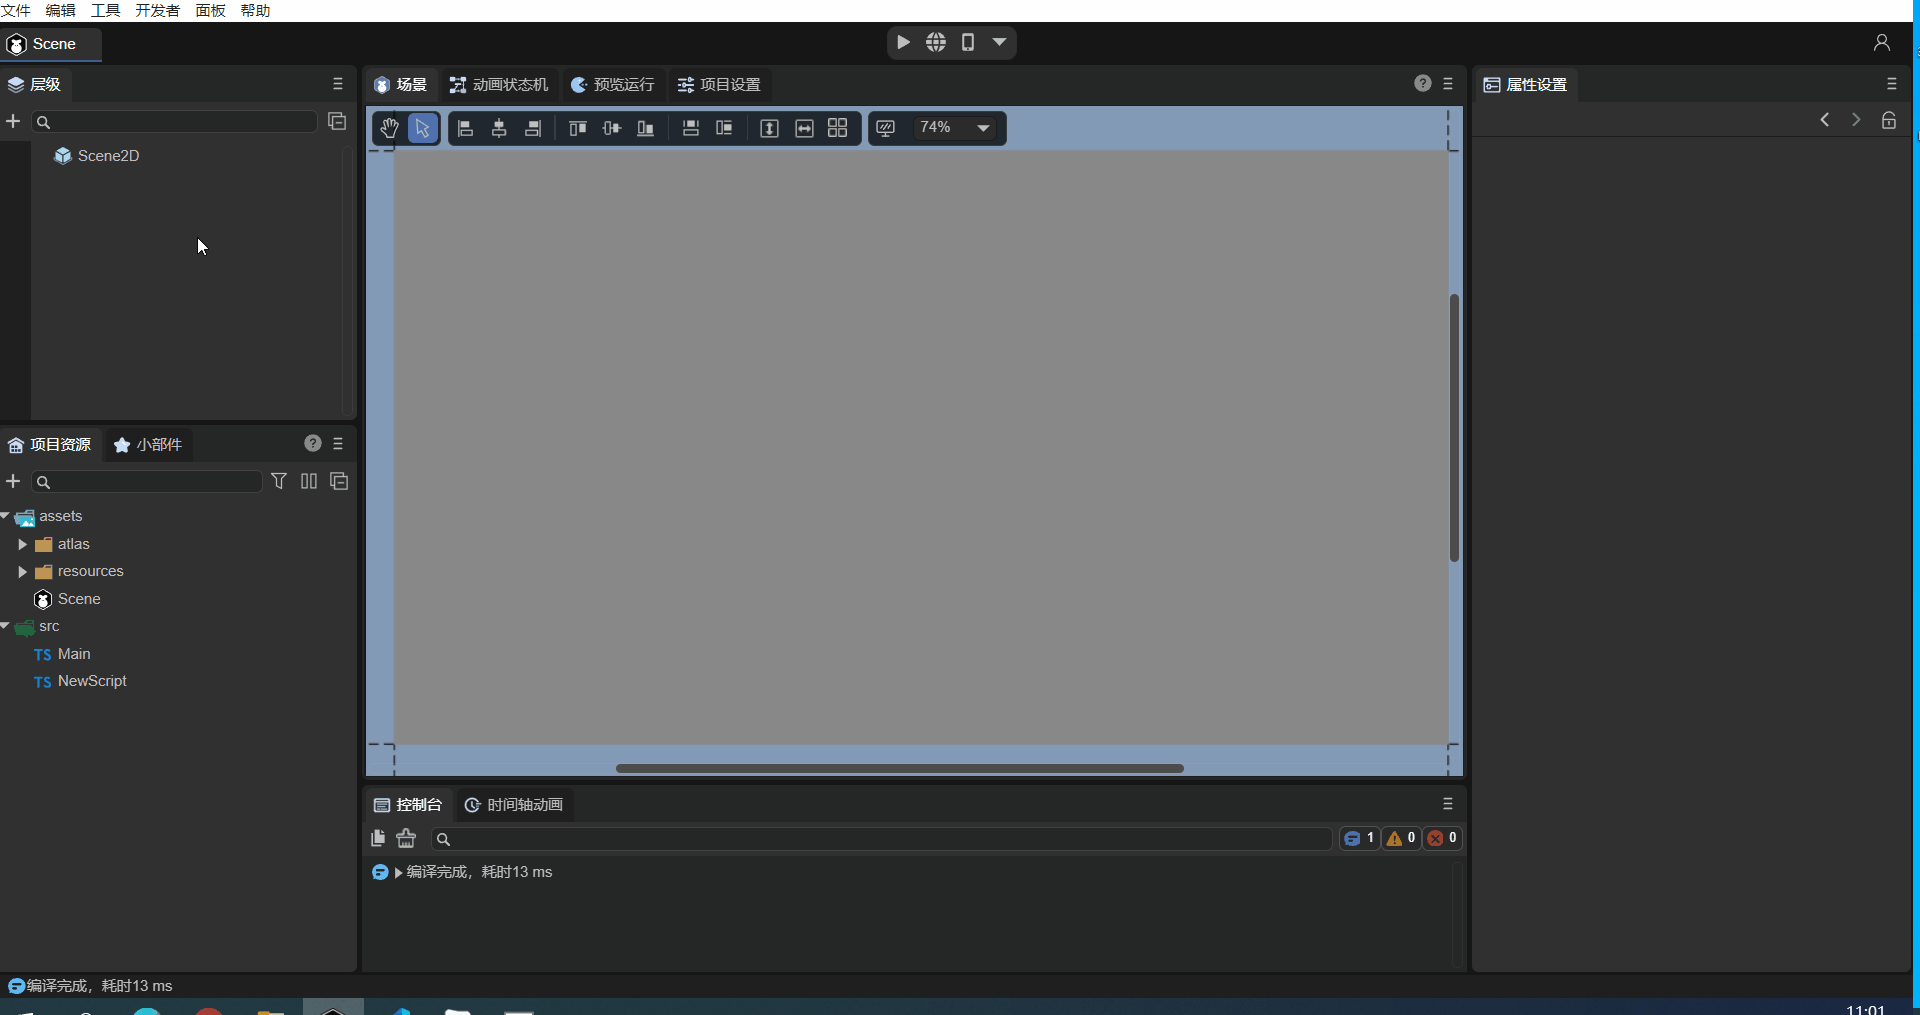 文件 编辑 工具 开发者 面板 帮助
Scene
层级
场景 动画状态机 预览运行 项目设置
?
属性设置
74%
Scene2D
项目资源 小部件
?
assets
atlas
resources
Scene
src
TS Main
TS NewScript
控制台 时间轴动画
1 0 0
编译完成，耗时13 ms
编译完成，耗时13 ms
11:01